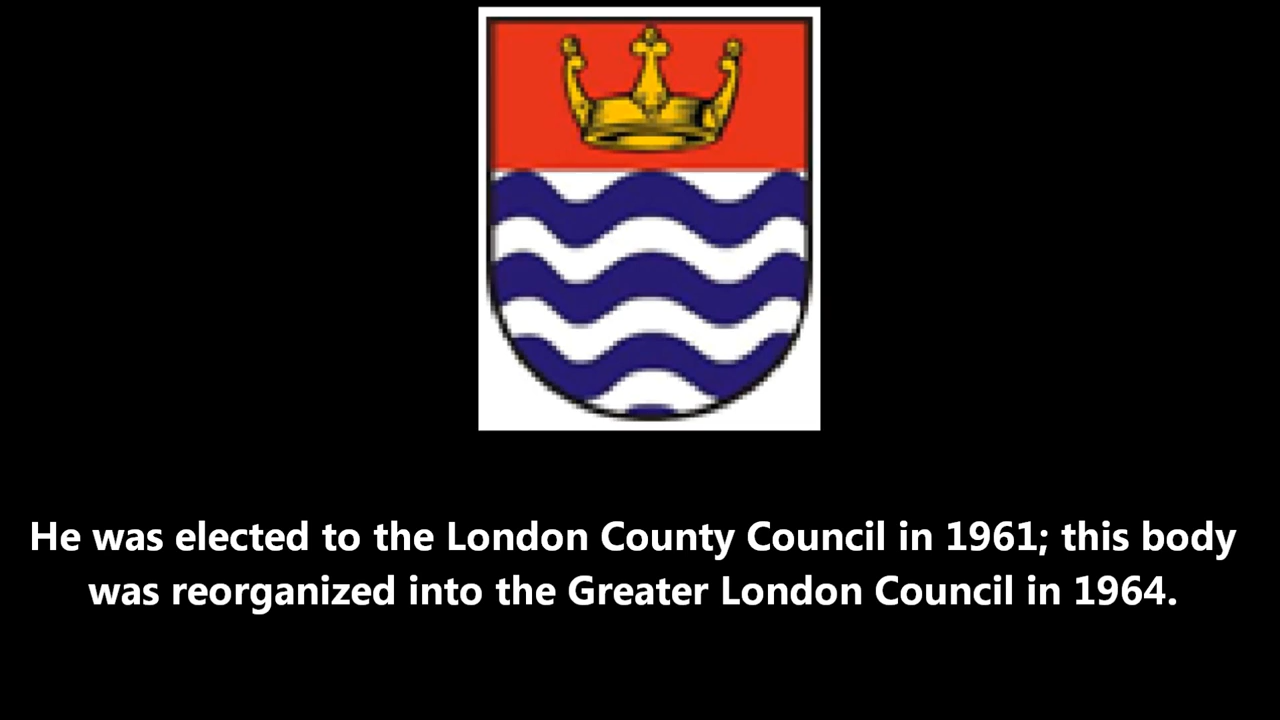 He was elected to the London County Council in 1961; this body
was reorganized into the Greater London Council in 1964.